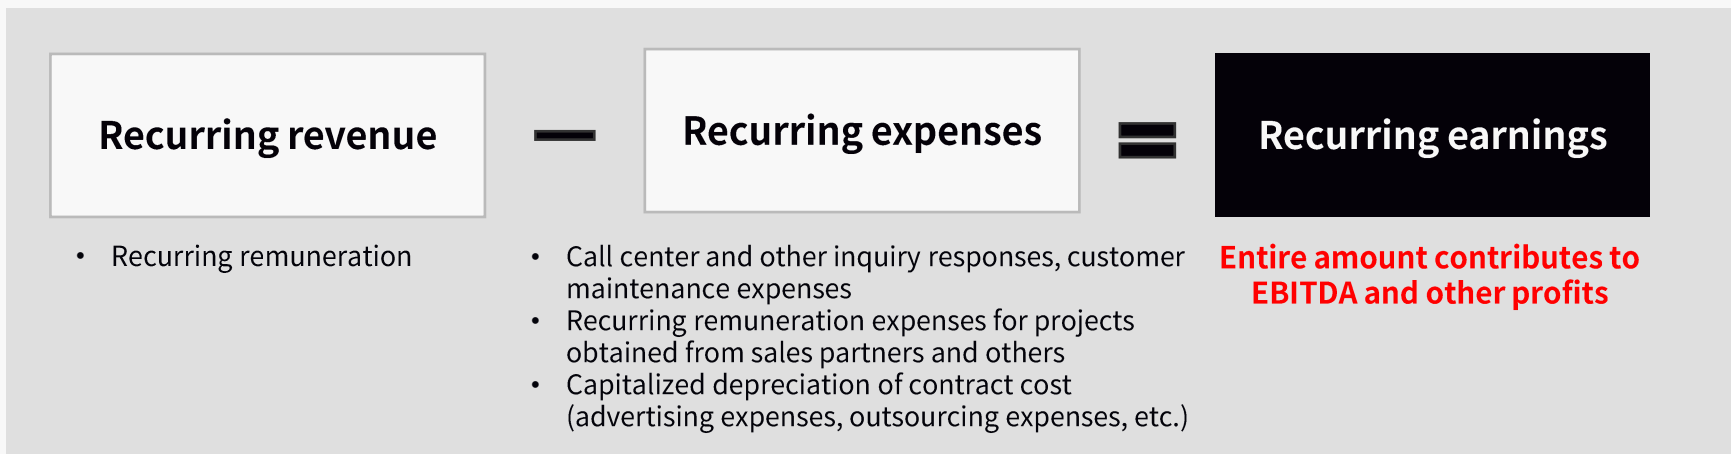 Recurring revenue
Recurring expenses
Recurring earnings
• Recurring remuneration
• Call center and other inquiry responses, customer
maintenance expenses
• Recurring remuneration expenses for projects
obtained from sales partners and others
• Capitalized depreciation of contract cost
(advertising expenses, outsourcing expenses, etc.)
Entire amount contributes to
EBITDA and other profits